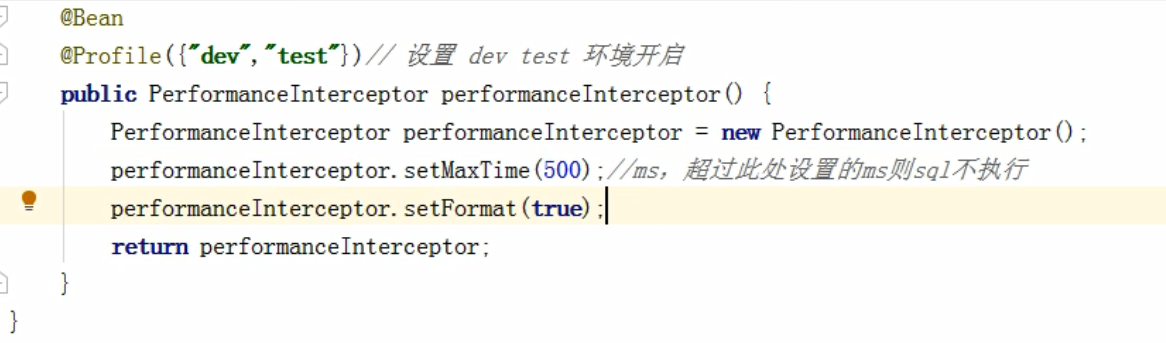 @Bean
@Profile({"dev","test"})// 设置 dev test 环境开启
public PerformanceInterceptor performanceInterceptor() {
PerformanceInterceptor performanceInterceptor = new PerformanceInterceptor();
performanceInterceptor.setMaxTime(500);//ms，超过此处设置的ms则sql不执行
performanceInterceptor.setFormat(true);
return performanceInterceptor;
}
}